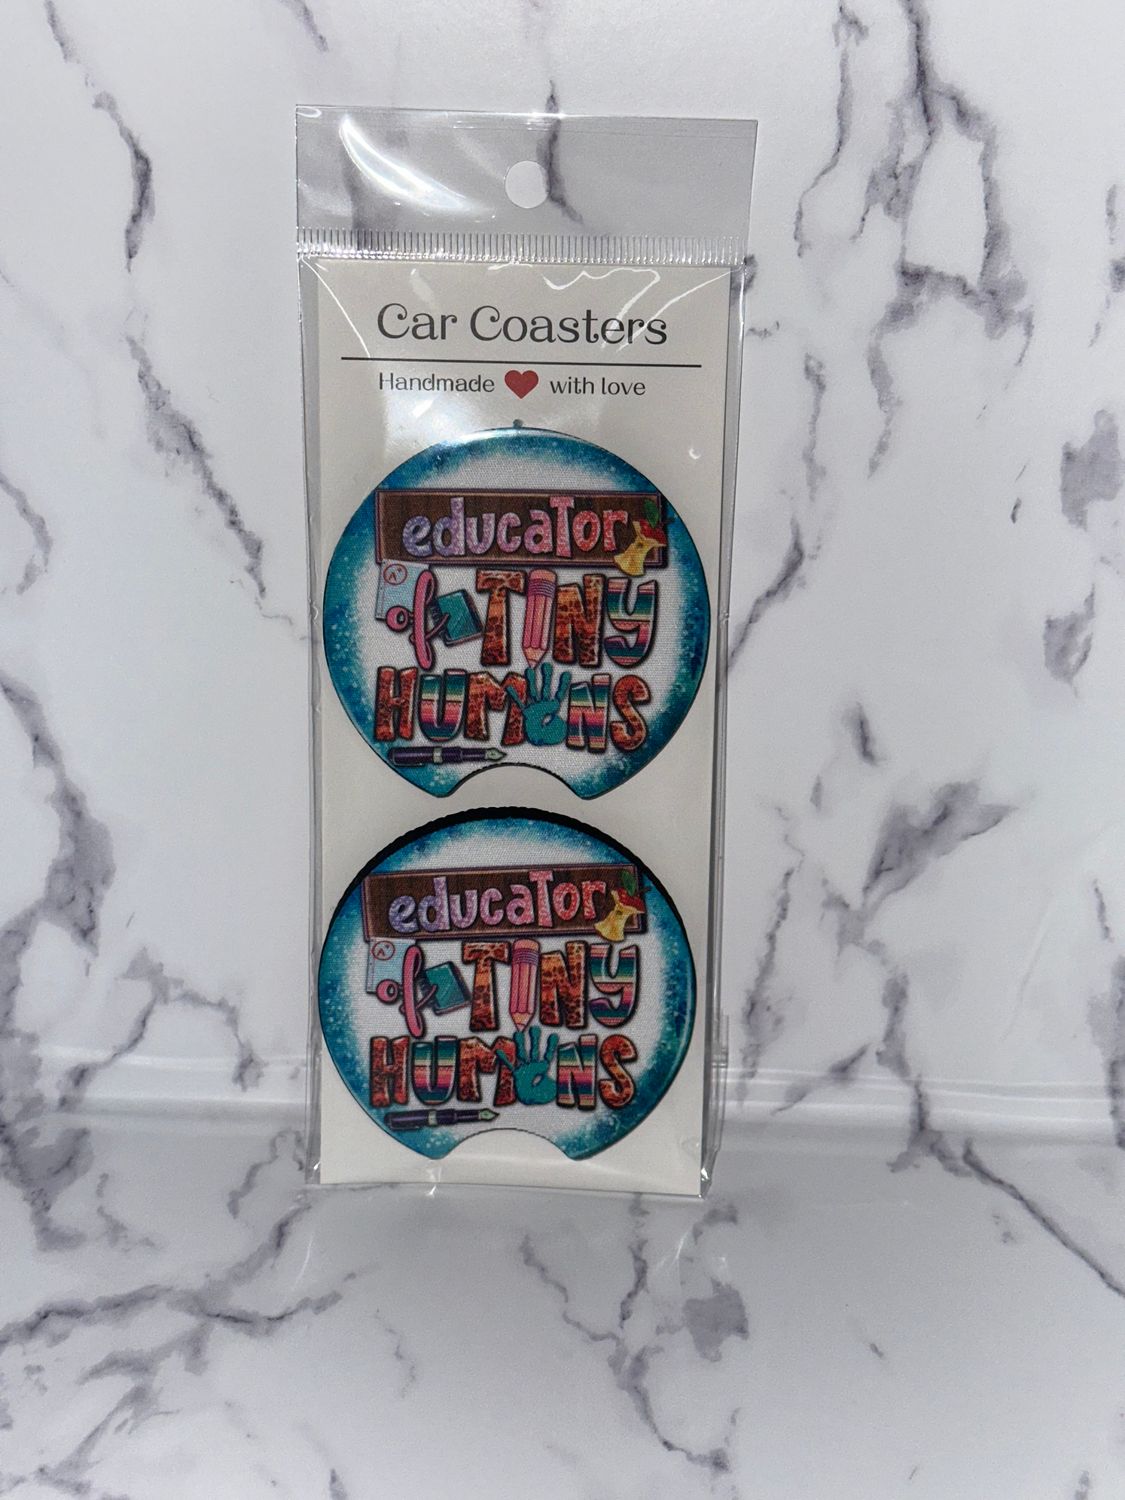 Car Coasters
Handmade ❤ with love
educator
A+
of TINY
HUMANS
educator
A+
of TINY
HUMANS